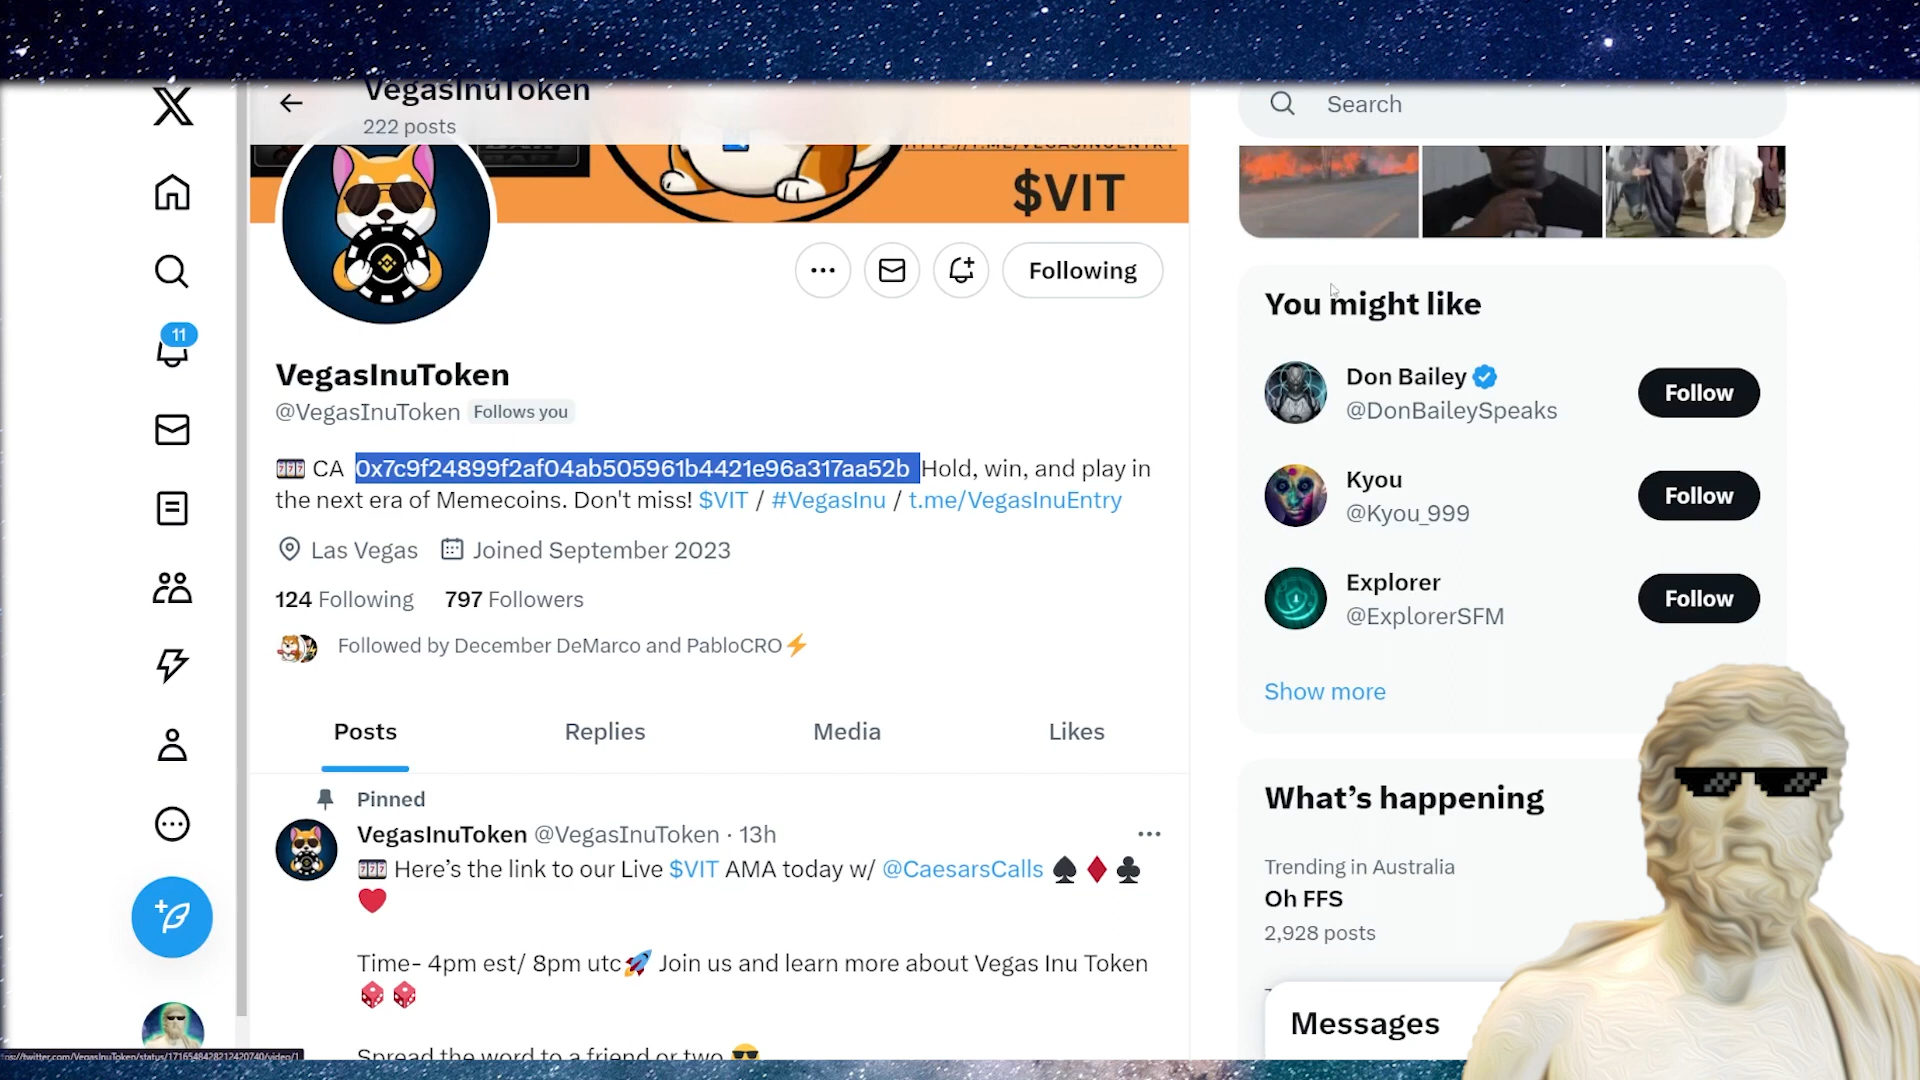 VegasInuToken
222 posts
Search
HTTP://T.ME/VEGASINUENTRY
$VIT
Following
You might like
VegasInuToken
@VegasInuToken Follows you
CA 0x7c9f24899f2af04ab505961b4421e96a317aa52b Hold, win, and play in
the next era of Memecoins. Don't miss! $VIT / #VegasInu / t.me/VegasInuEntry
Las Vegas Joined September 2023
124 Following 797 Followers
Followed by December DeMarco and PabloCRO⚡
Don Bailey
@DonBaileySpeaks
Follow
Kyou
@Kyou_999
Follow
Explorer
@ExplorerSFM
Follow
Show more
11
Posts Replies Media Likes
Pinned
VegasInuToken @VegasInuToken · 13h
🎰 Here’s the link to our Live $VIT AMA today w/ @CaesarsCalls ♠️ ♦️ ♣️
❤️
Time- 4pm est/ 8pm utc🚀 Join us and learn more about Vegas Inu Token
🎲 🎲
Spread the word to a friend or two 😎
What’s happening
Trending in Australia
Oh FFS
2,928 posts
Messages